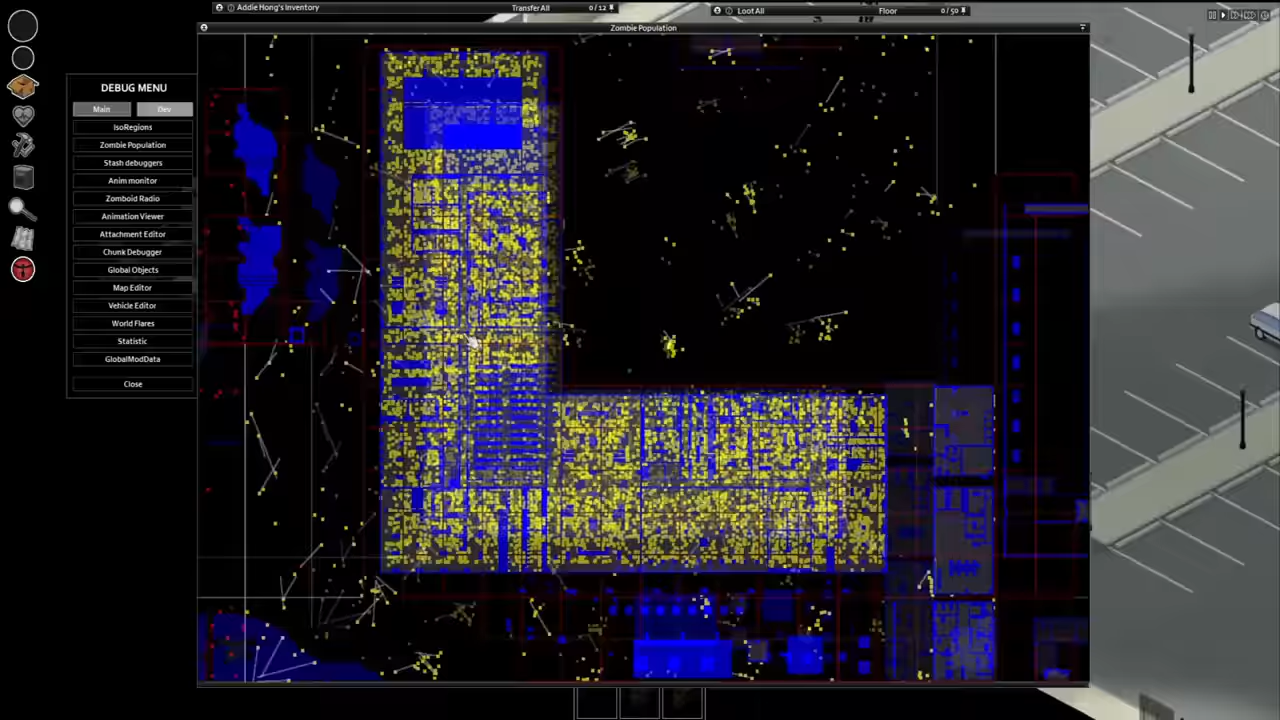 Addie Hong's Inventory Transfer All 0 / 12
Loot All Floor 0 / 50
Zombie Population
DEBUG MENU
Main Dev
IsoRegions
Zombie Population
Stash debuggers
Anim monitor
Zomboid Radio
Animation Viewer
Attachment Editor
Chunk Debugger
Global Objects
Map Editor
Vehicle Editor
World Flares
Statistic
GlobalModData
Close